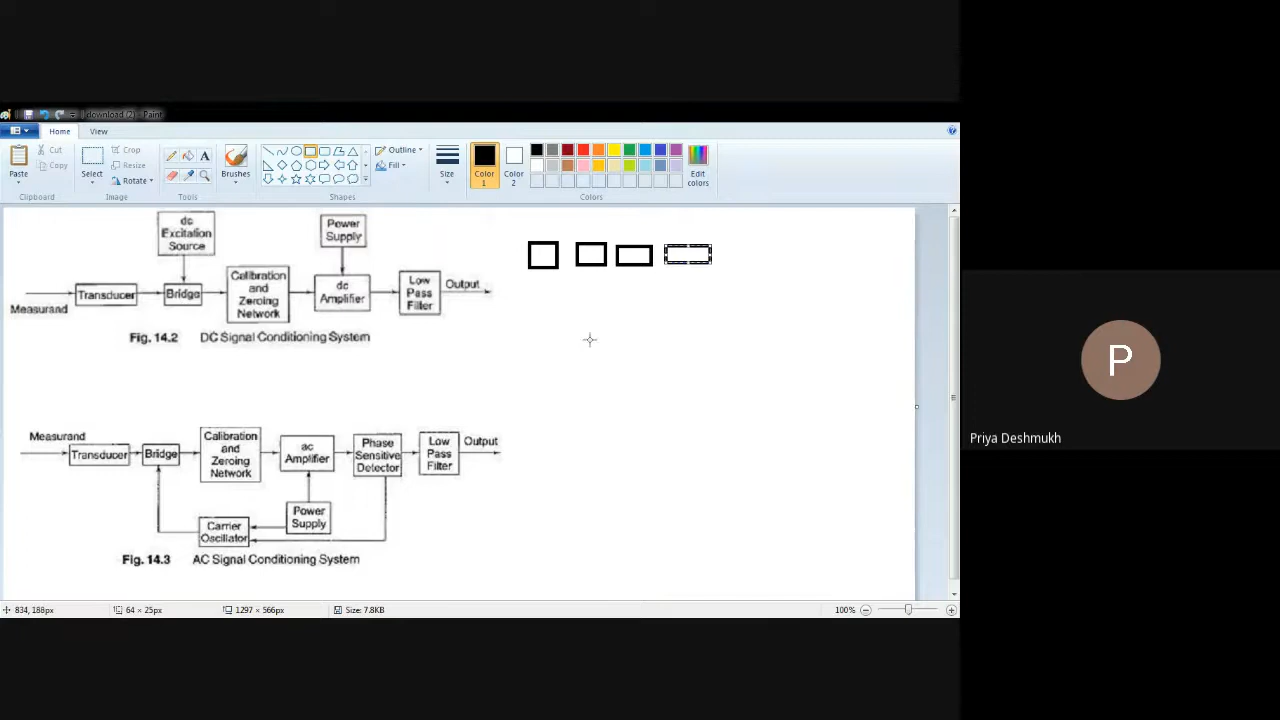 download (2) - Paint
Home View
Cut
Copy
Paste
Clipboard
Crop
Resize
Rotate
Select
Image
A
Tools
Brushes
Outline
Fill
Shapes
Size
Color 1
Color 2
Edit colors
Colors
dc
Excitation
Source
Power
Supply
Measurand
Transducer
Bridge
Calibration
and
Zeroing
Network
dc
Amplifier
Low
Pass
Filter
Output
Fig. 14.2 DC Signal Conditioning System
Measurand
Transducer
Bridge
Calibration
and
Zeroing
Network
ac
Amplifier
Phase
Sensitive
Detector
Low
Pass
Filter
Output
Power
Supply
Carrier
Oscillator
Fig. 14.3 AC Signal Conditioning System
834, 188px
64 × 25px
1297 × 566px
Size: 7.8KB
100%
P
Priya Deshmukh